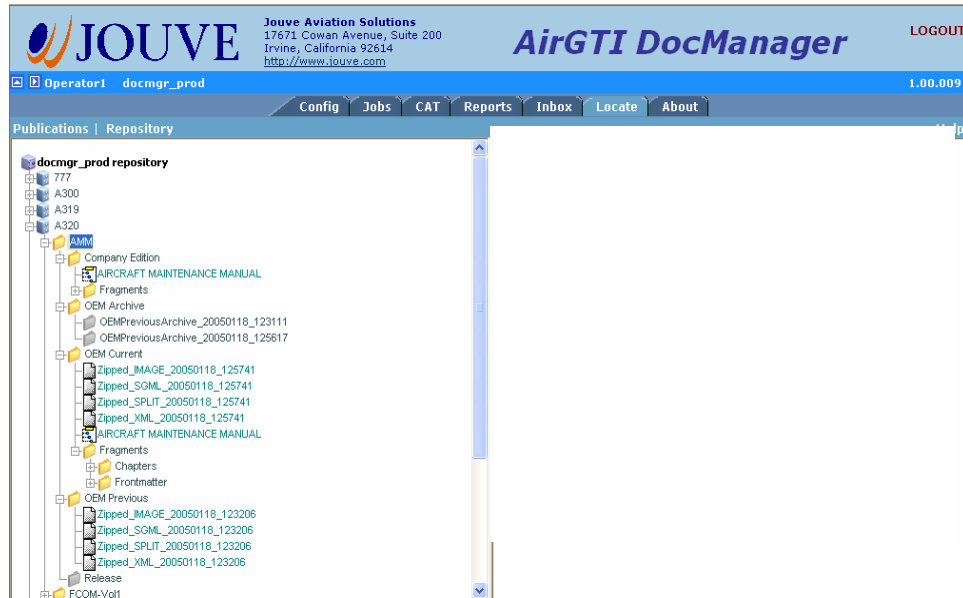 JOUVE
Jouve Aviation Solutions
17671 Cowan Avenue, Suite 200
Irvine, California 92614
http://www.jouve.com
AirGTI DocManager
LOGOUT
Operator1 docmgr_prod
1.00.009
Config Jobs CAT Reports Inbox Locate About
Publications | Repository
docmgr_prod repository
777
A300
A319
A320
AMM
Company Edition
AIRCRAFT MAINTENANCE MANUAL
Fragments
OEM Archive
OEMPreviousArchive_20050118_123111
OEMPreviousArchive_20050118_125617
OEM Current
Zipped_IMAGE_20050118_125741
Zipped_SGML_20050118_125741
Zipped_SPLIT_20050118_125741
Zipped_XML_20050118_125741
AIRCRAFT MAINTENANCE MANUAL
Fragments
Chapters
Frontmatter
OEM Previous
Zipped_IMAGE_20050118_123206
Zipped_SGML_20050118_123206
Zipped_SPLIT_20050118_123206
Zipped_XML_20050118_123206
Release
FCOM-Vol1